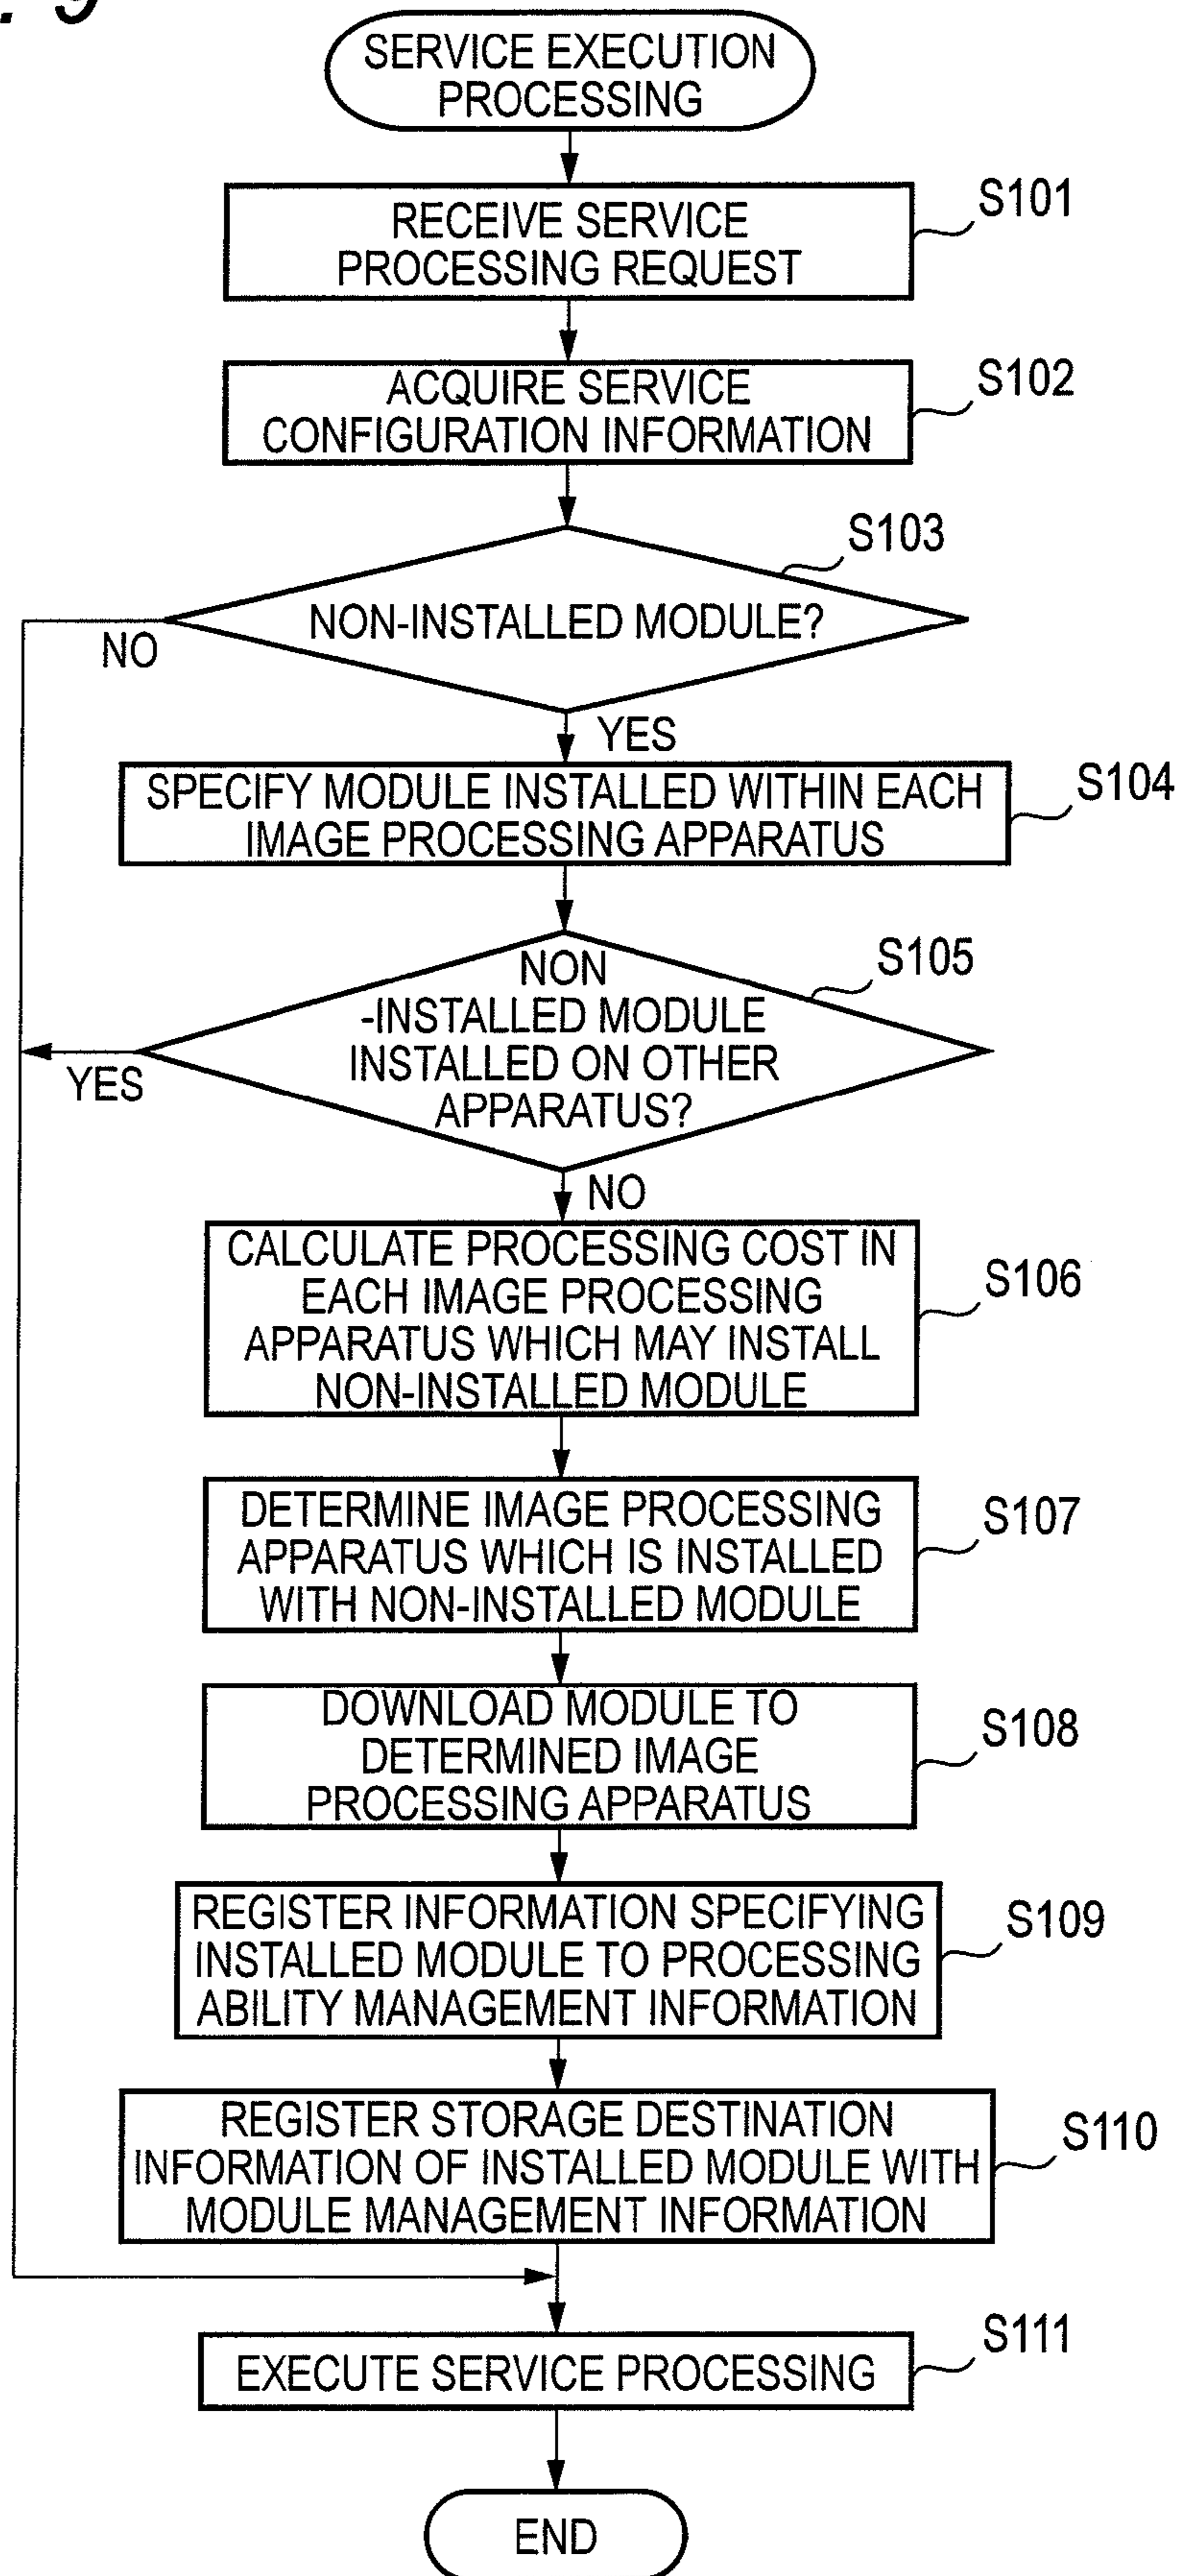 . 9
SERVICE EXECUTION
PROCESSING
S101
RECEIVE SERVICE
PROCESSING REQUEST
S102
ACQUIRE SERVICE
CONFIGURATION INFORMATION
S103
NON-INSTALLED MODULE?
NO
YES
S104
SPECIFY MODULE INSTALLED WITHIN EACH
IMAGE PROCESSING APPARATUS
S105
NON
-INSTALLED MODULE
INSTALLED ON OTHER
APPARATUS?
YES
NO
S106
CALCULATE PROCESSING COST IN
EACH IMAGE PROCESSING
APPARATUS WHICH MAY INSTALL
NON-INSTALLED MODULE
S107
DETERMINE IMAGE PROCESSING
APPARATUS WHICH IS INSTALLED
WITH NON-INSTALLED MODULE
S108
DOWNLOAD MODULE TO
DETERMINED IMAGE
PROCESSING APPARATUS
S109
REGISTER INFORMATION SPECIFYING
INSTALLED MODULE TO PROCESSING
ABILITY MANAGEMENT INFORMATION
S110
REGISTER STORAGE DESTINATION
INFORMATION OF INSTALLED MODULE WITH
MODULE MANAGEMENT INFORMATION
S111
EXECUTE SERVICE PROCESSING
END